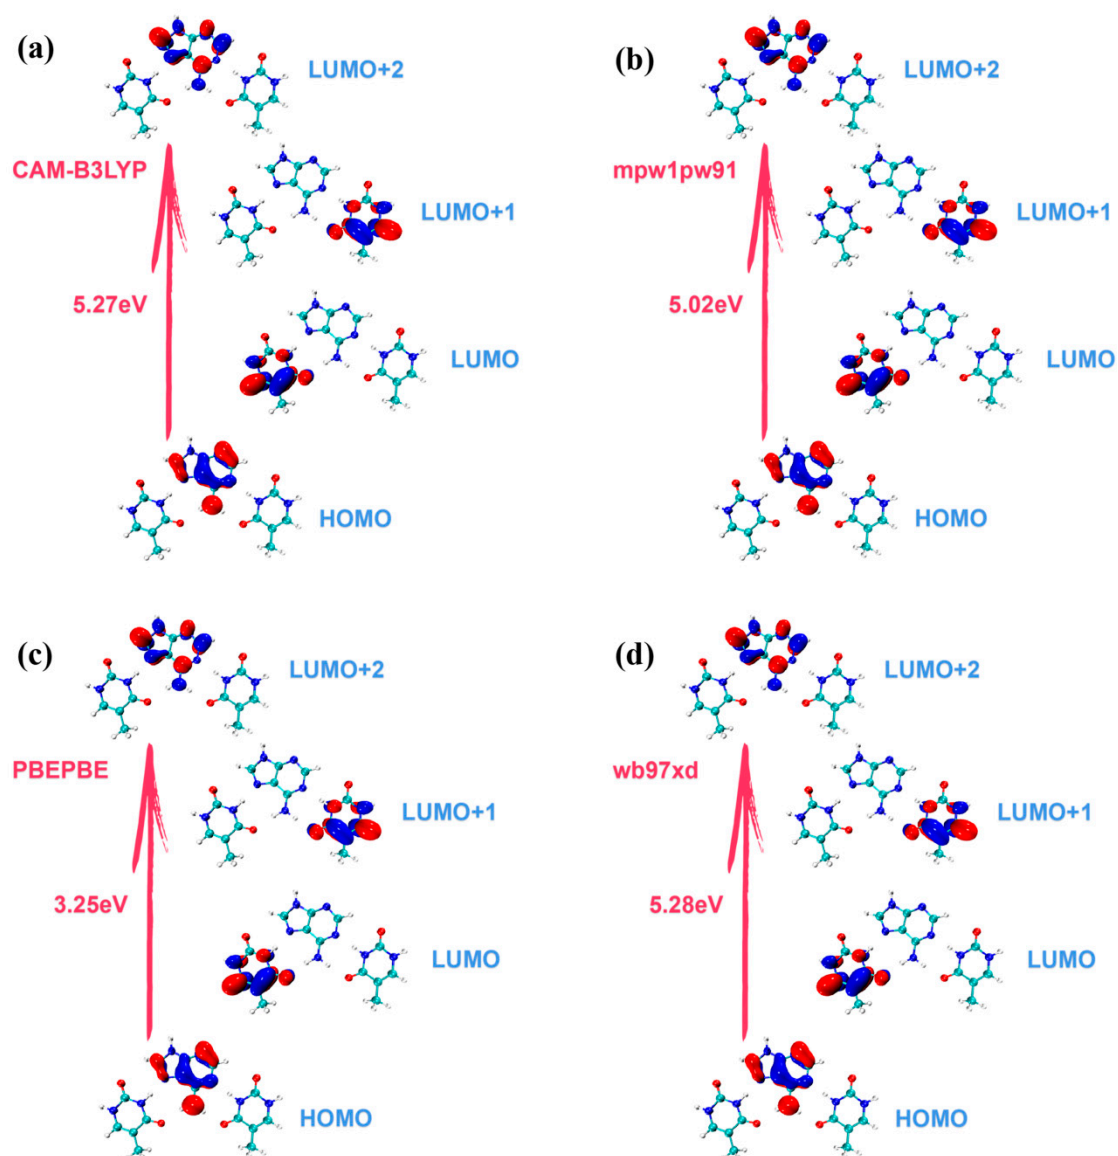 (a)
LUMO+2
CAM-B3LYP
LUMO+1
5.27eV
LUMO
HOMO
(b)
LUMO+2
mpw1pw91
LUMO+1
5.02eV
LUMO
HOMO
(c)
LUMO+2
PBEPBE
LUMO+1
3.25eV
LUMO
HOMO
(d)
LUMO+2
wb97xd
LUMO+1
5.28eV
LUMO
HOMO